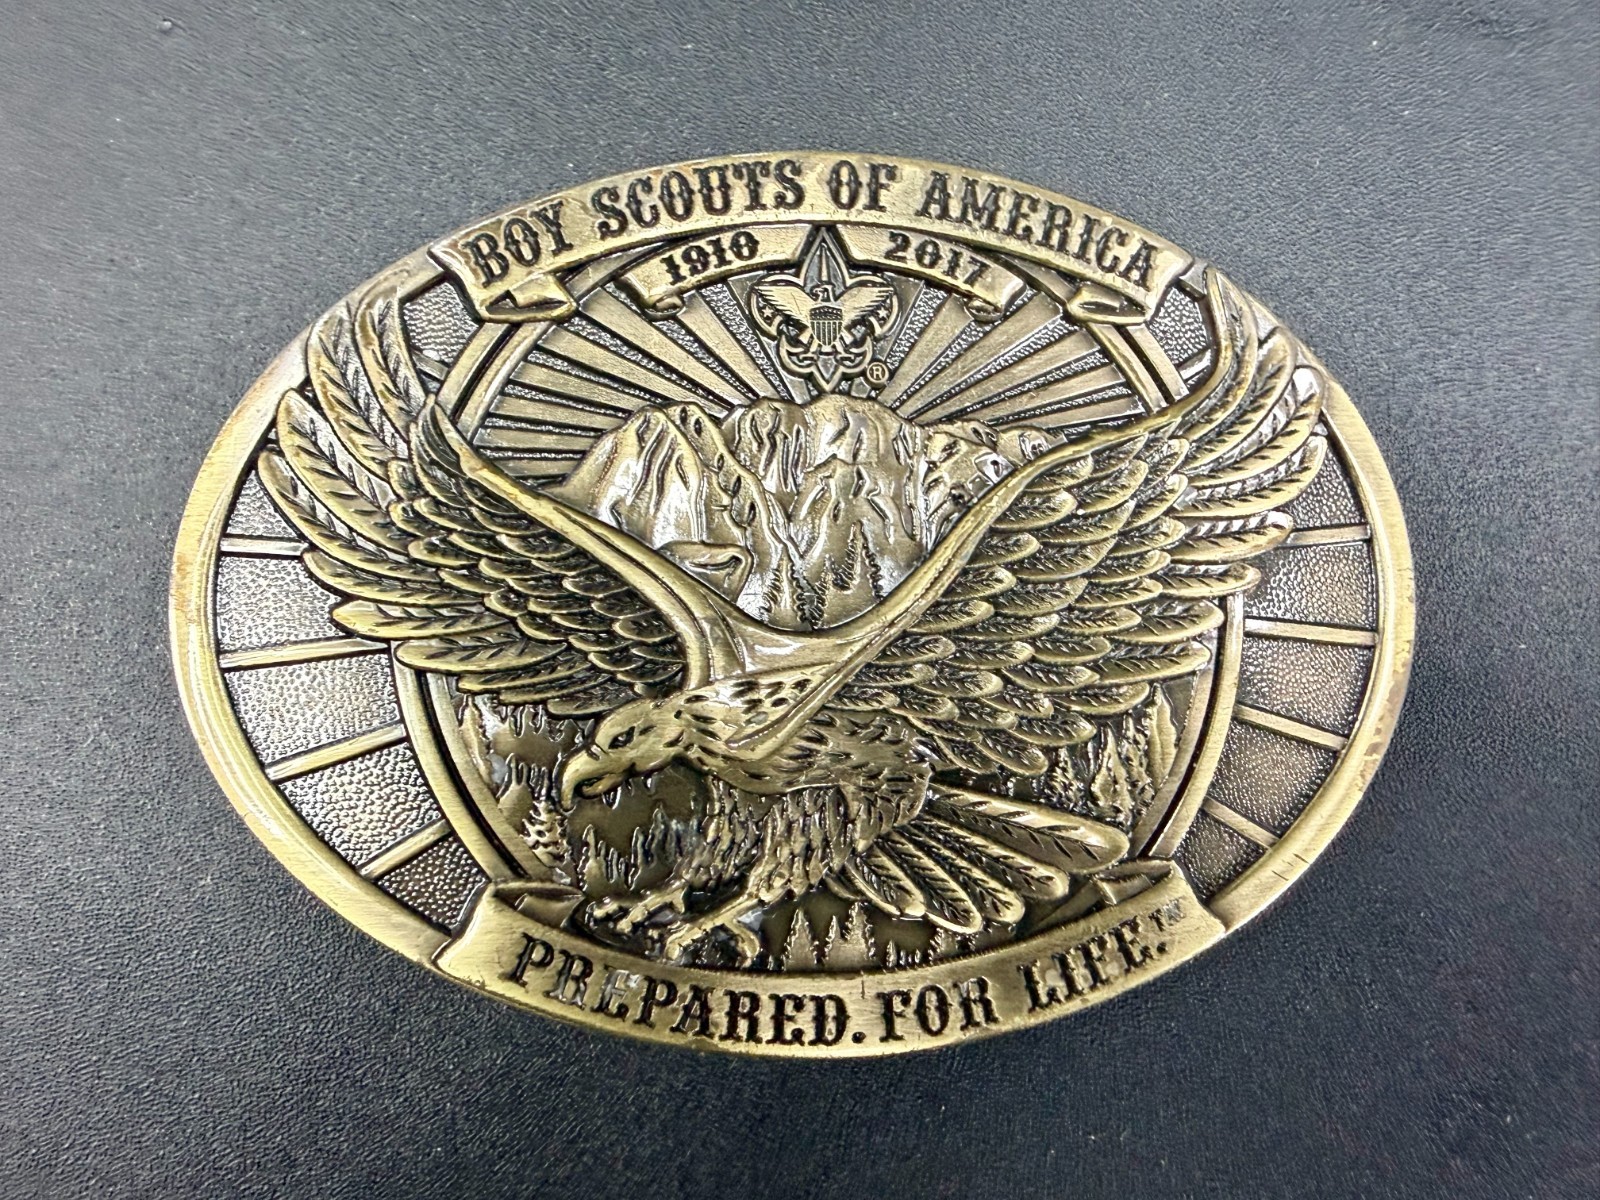 BOY SCOUTS OF AMERICA
1910 2017
®
PREPARED. FOR LIFE.™